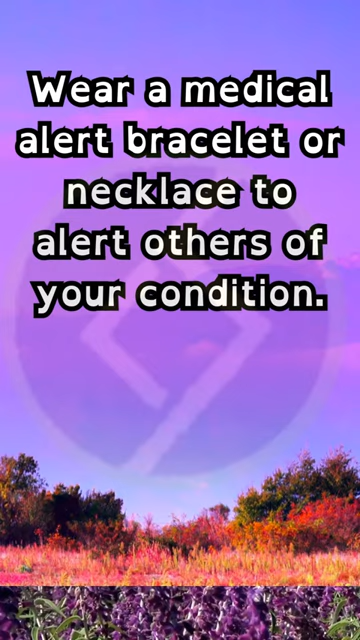 Wear a medical
alert bracelet or
necklace to
alert others of
your condition.